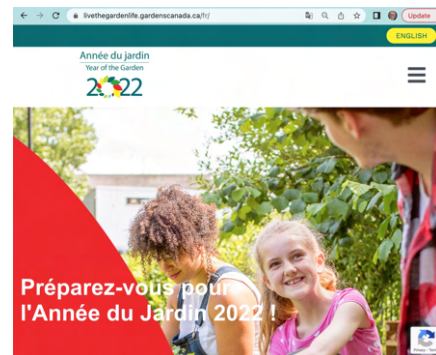 livethegardenlife.gardenscanada.ca/fr/
Update
ENGLISH
Année du jardin
Year of the Garden
2022
Préparez-vous pour
l'Année du Jardin 2022 !